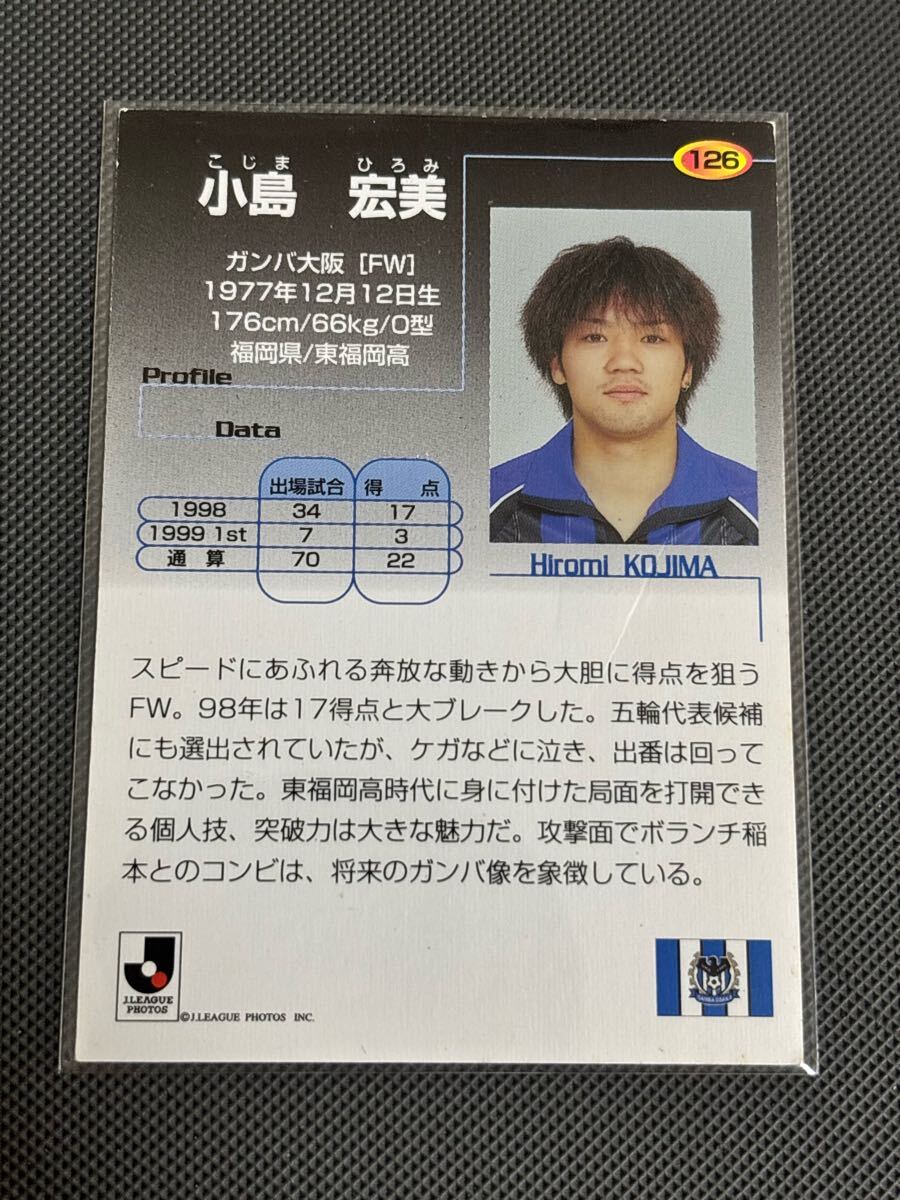 126
こじま ひろみ
小島 宏美
ガンバ大阪 [FW]
1977年12月12日生
176cm/66kg/O型
福岡県/東福岡高
Profile
Data
出場試合 得 点
1998 34 17
1999 1st 7 3
通 算 70 22
Hiromi KOJIMA
スピードにあふれる奔放な動きから大胆に得点を狙う
FW。98年は17得点と大ブレークした。五輪代表候補
にも選出されていたが、ケガなどに泣き、出番は回って
こなかった。東福岡高時代に身に付けた局面を打開でき
る個人技、突破力は大きな魅力だ。攻撃面でボランチ稲
本とのコンビは、将来のガンバ像を象徴している。
J.LEAGUE
PHOTOS
©J.LEAGUE PHOTOS INC.
GAMBA OSAKA